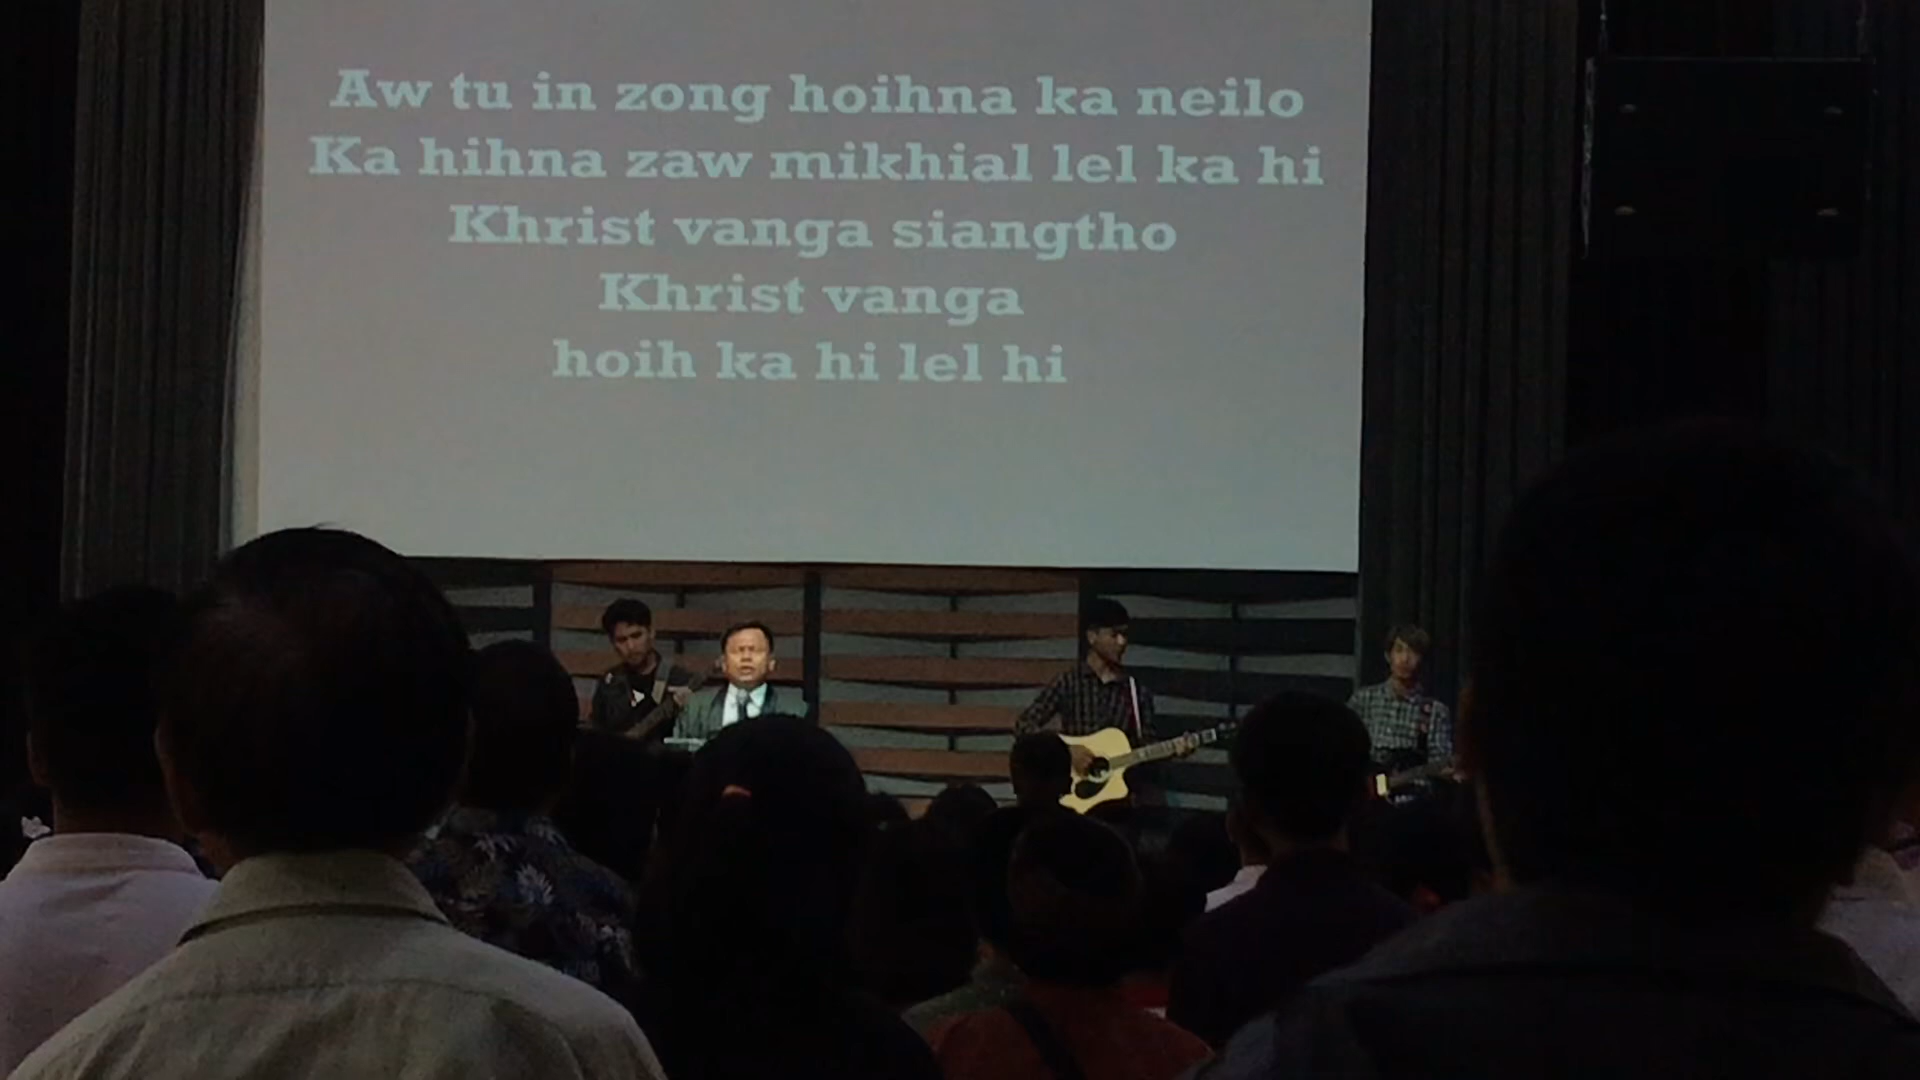 Aw tu in zong hoihna ka neilo
Ka hihna zaw mikhial lel ka hi
Khrist vanga siangtho
Khrist vanga
hoih ka hi lel hi